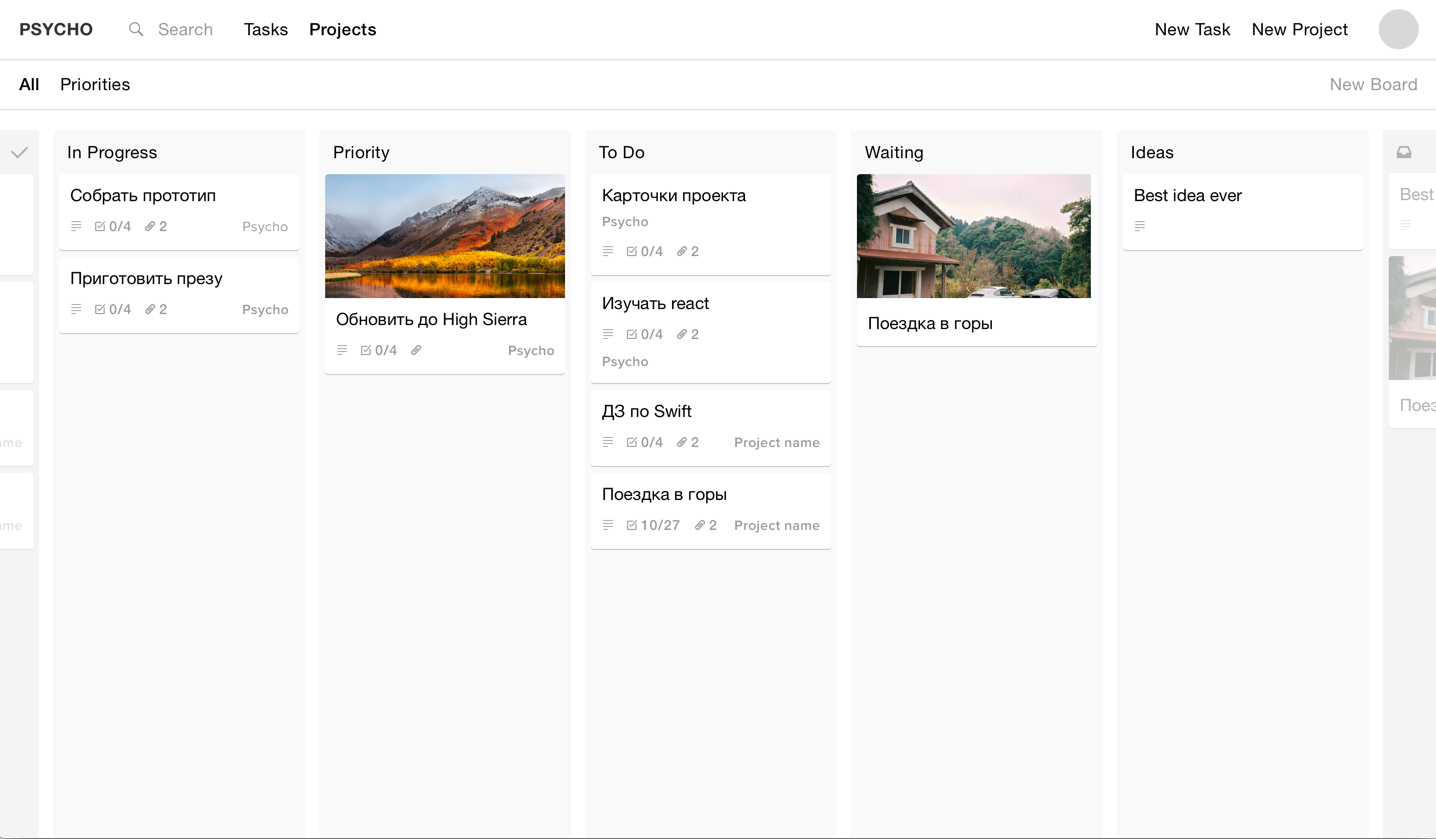 PSYCHO Search Tasks Projects New Task New Project
All Priorities New Board
In Progress
Собрать прототип
0/4 2 Psycho
Приготовить презу
0/4 2 Psycho
Priority
Обновить до High Sierra
0/4 Psycho
To Do
Карточки проекта
Psycho
0/4 2
Изучать react
0/4 2
Psycho
ДЗ по Swift
0/4 2 Project name
Поездка в горы
10/27 2 Project name
Waiting
Поездка в горы
Ideas
Best idea ever
Best